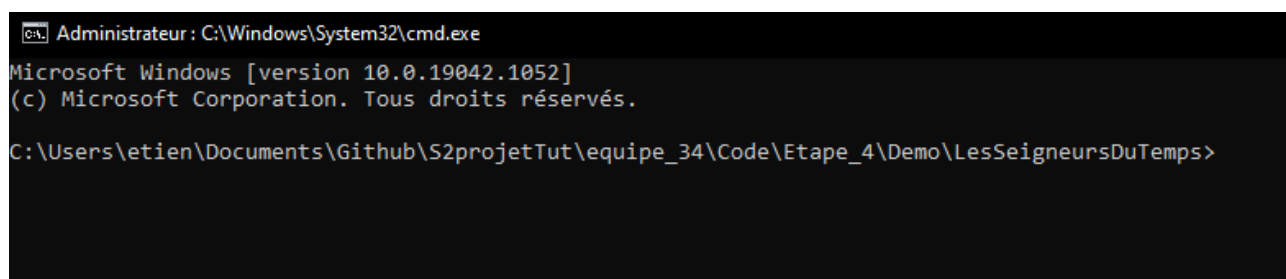 Administrateur : C:\Windows\System32\cmd.exe
Microsoft Windows [version 10.0.19042.1052]
(c) Microsoft Corporation. Tous droits réservés.
C:\Users\etien\Documents\Github\S2projetTut\equipe_34\Code\Etape_4\Demo\LesSeigneursDuTemps>